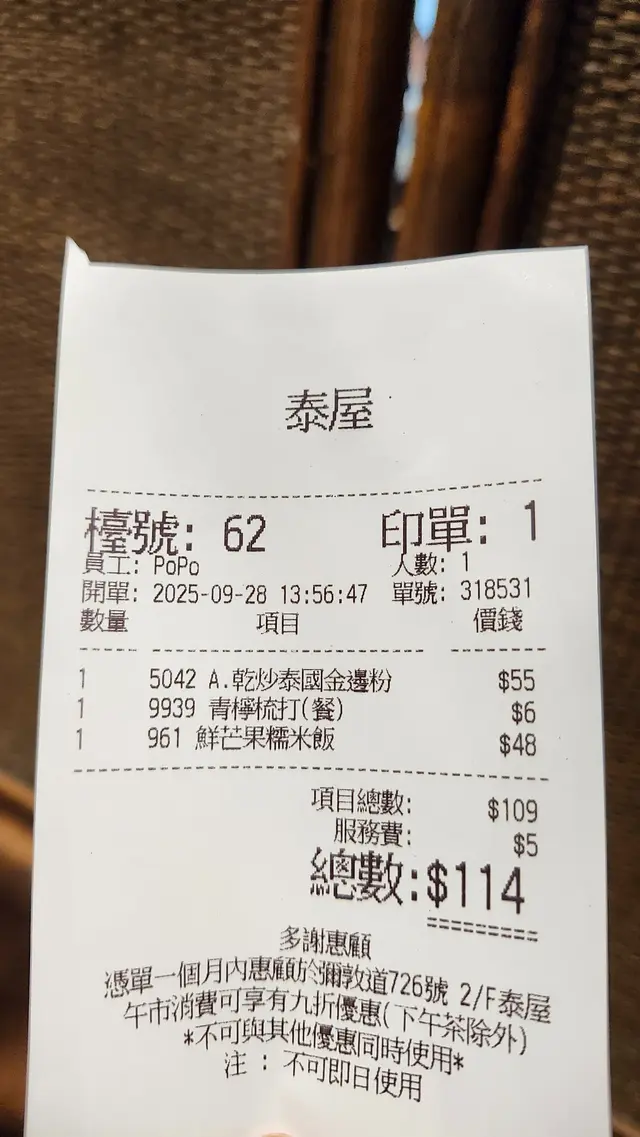 泰屋
檯號: 62 印單: 1
員工: PoPo 人數: 1
開單: 2025-09-28 13:56:47 單號: 318531
數量 項目 價錢
1 5042 A.乾炒泰國金邊粉 $55
1 9939 青檸梳打(餐) $6
1 961 鮮芒果糯米飯 $48
項目總數: $109
服務費: $5
總數:$114
多謝惠顧
憑單一個月內惠顧於彌敦道726號 2/F泰屋
午市消費可享有九折優惠(下午茶除外)
*不可與其他優惠同時使用*
注 : 不可即日使用